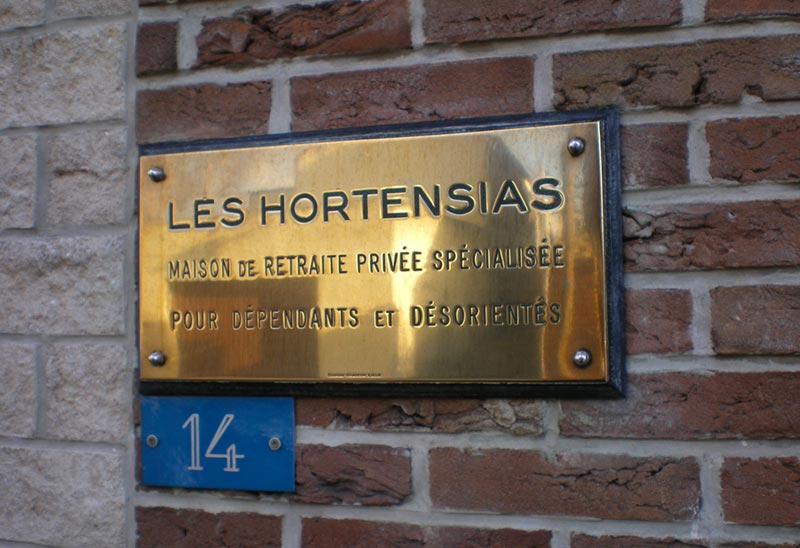 LES HORTENSIAS
MAISON DE RETRAITE PRIVÉE SPÉCIALISÉE
POUR DÉPENDANTS ET DÉSORIENTÉS
14